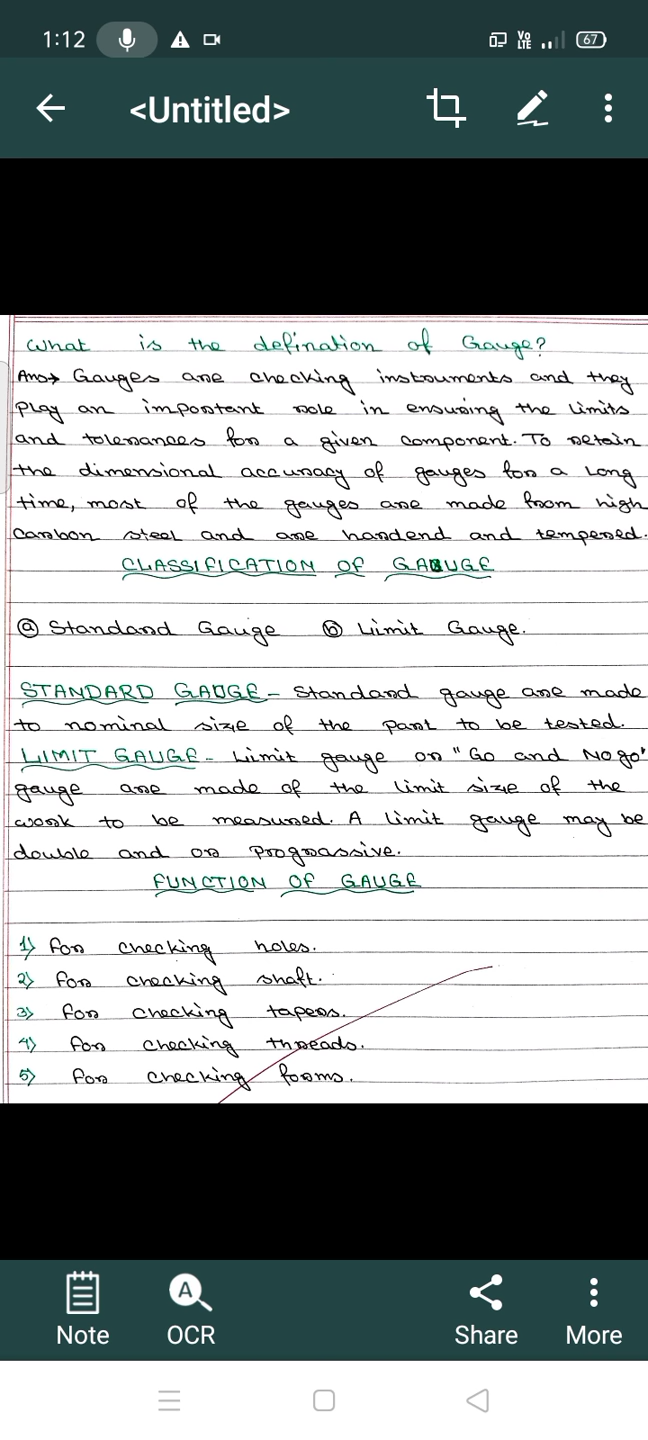 1:12 Vo LTE 67
<Untitled>
What is the defination of Gauge?
Ans→ Gauges are checking instruments and they
play an important role in ensuring the limits
and tolerances for a given component. To retain
the dimensional accuracy of gauges for a long
time, most of the gauges are made from high
carbon steel and are hardend and tempered.
CLASSIFICATION OF GAUGE
ⓐ Standard Gauge ⓑ Limit Gauge.
STANDARD GAUGE - Standard gauge are made
to nominal size of the part to be tested.
LIMIT GAUGE - Limit gauge or "Go and No go"
gauge are made of the limit size of the
work to be measured. A limit gauge may be
double and or Prograssive.
FUNCTION OF GAUGE
1) for checking holes.
2) for checking shaft.
3) for checking tapers.
4) for checking threads.
5) for checking forms.
Note OCR Share More